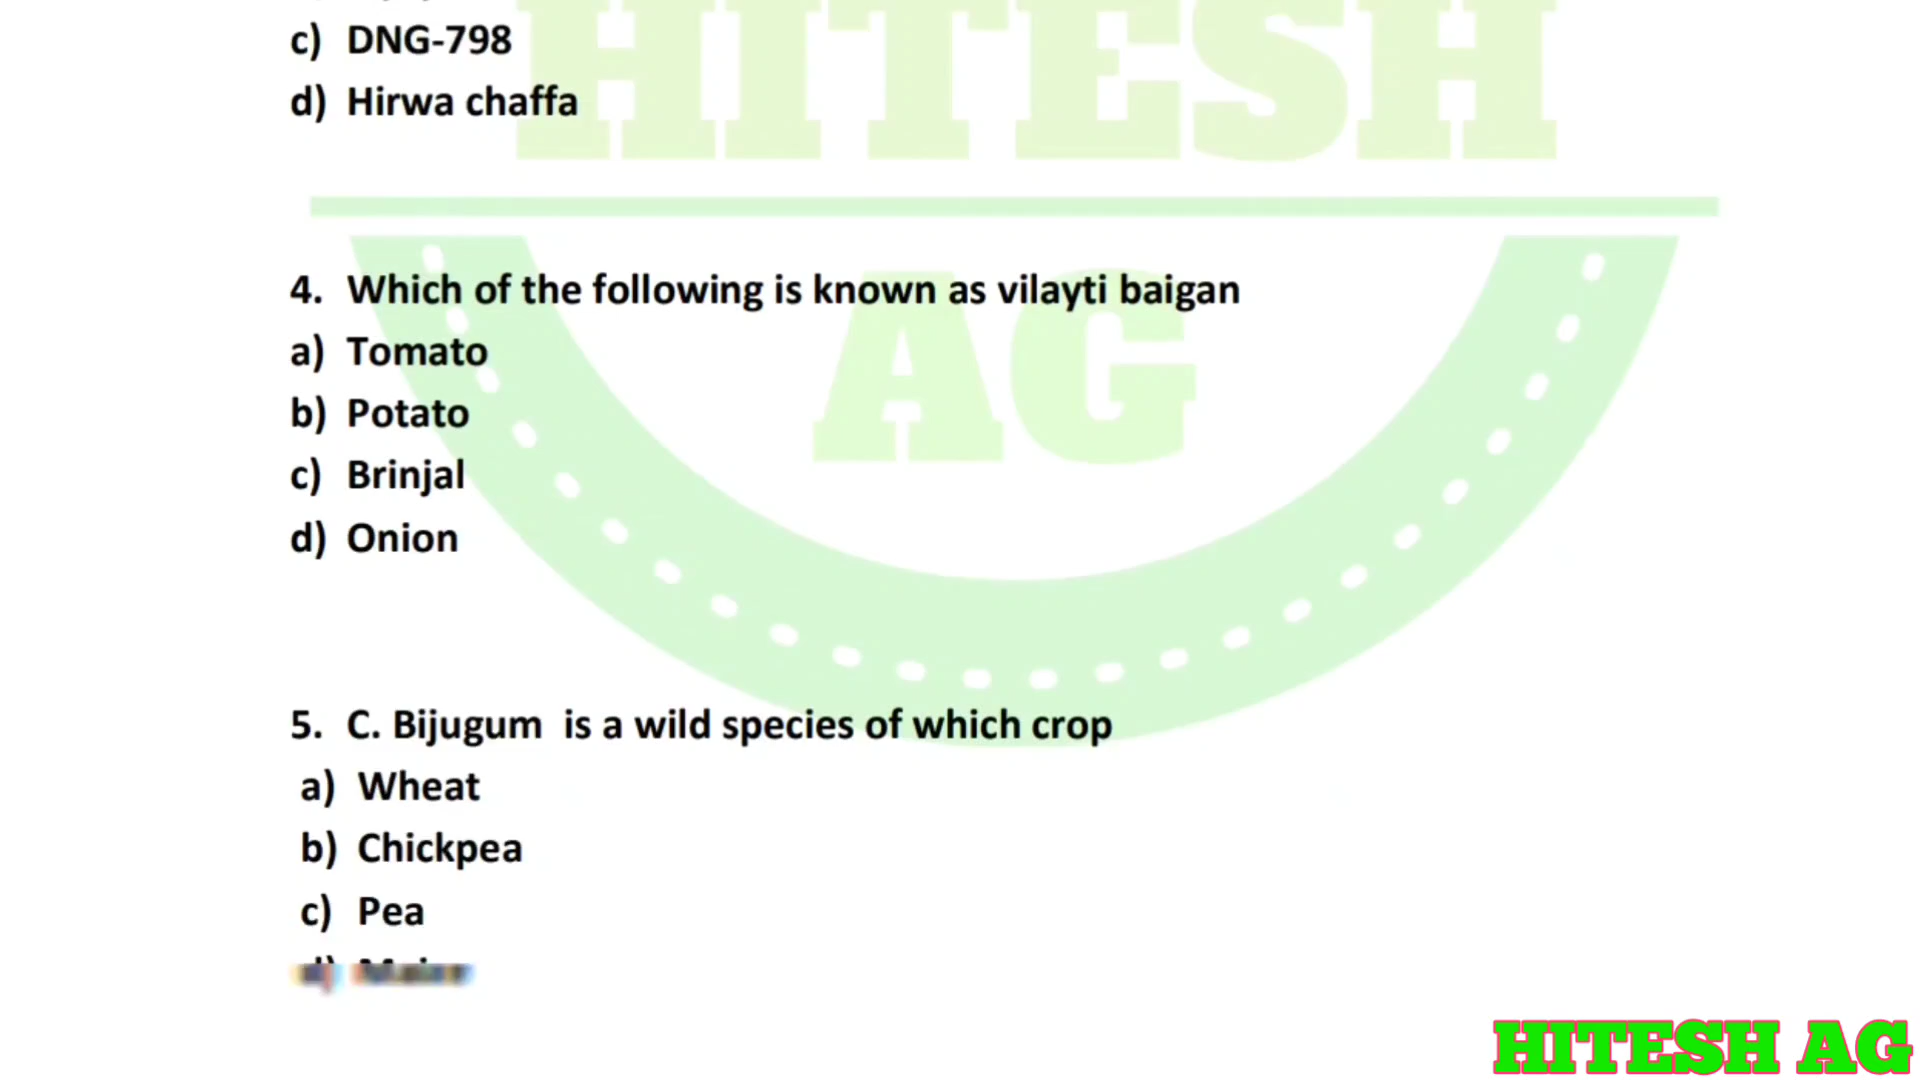 c) DNG-798
d) Hirwa chaffa
HITESH
AG
4. Which of the following is known as vilayti baigan
a) Tomato
b) Potato
c) Brinjal
d) Onion
5. C. Bijugum is a wild species of which crop
a) Wheat
b) Chickpea
c) Pea
d)
HITESH AG